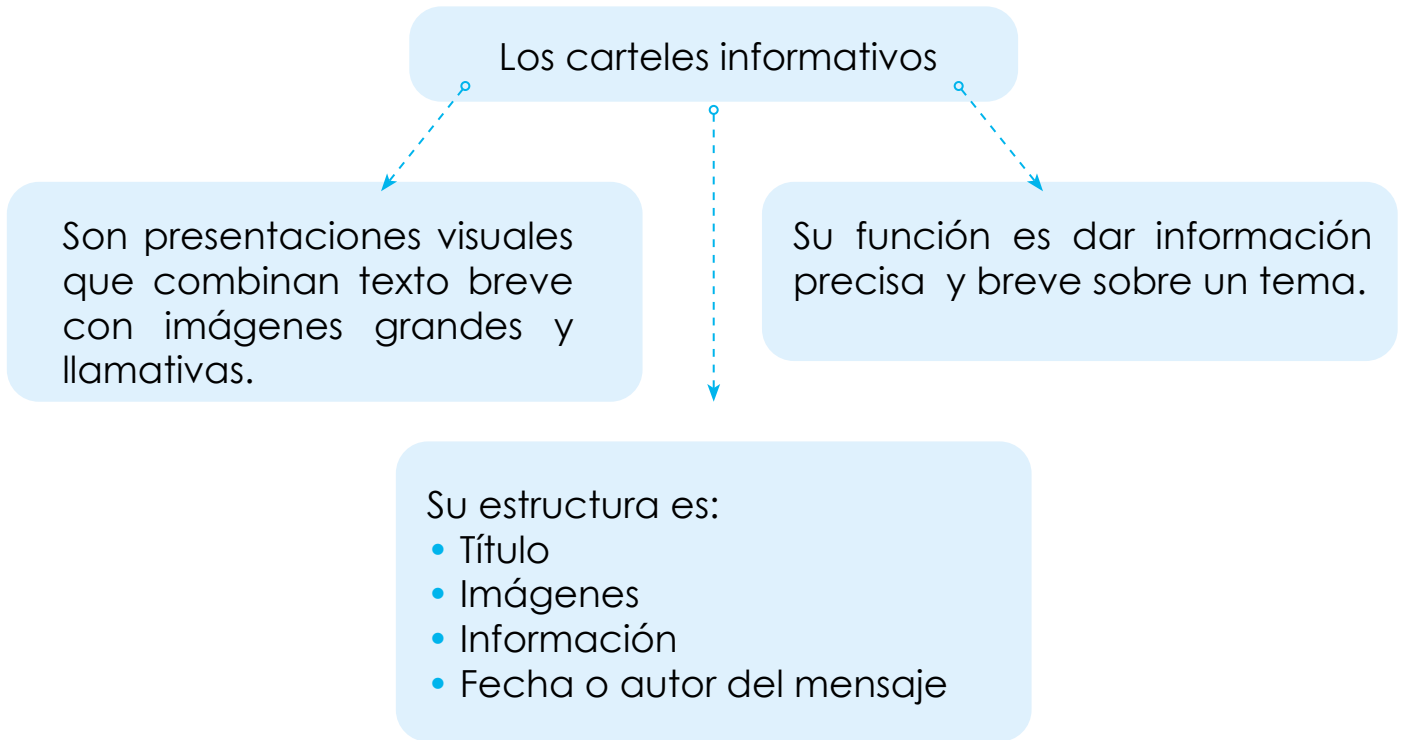 Los carteles informativos
Son presentaciones visuales
que combinan texto breve
con imágenes grandes y
llamativas.
Su función es dar información
precisa y breve sobre un tema.
Su estructura es:
• Título
• Imágenes
• Información
• Fecha o autor del mensaje